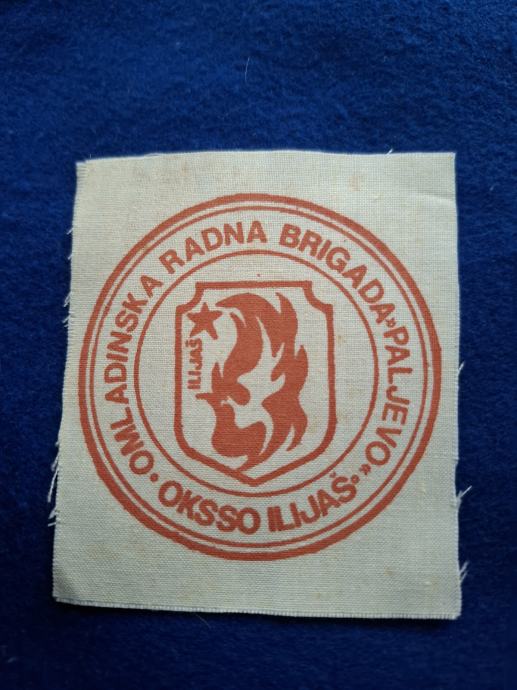 OMLADINSKA RADNA BRIGADA »PALJEVO«
• OKSSO ILIJAŠ •
ILIJAŠ